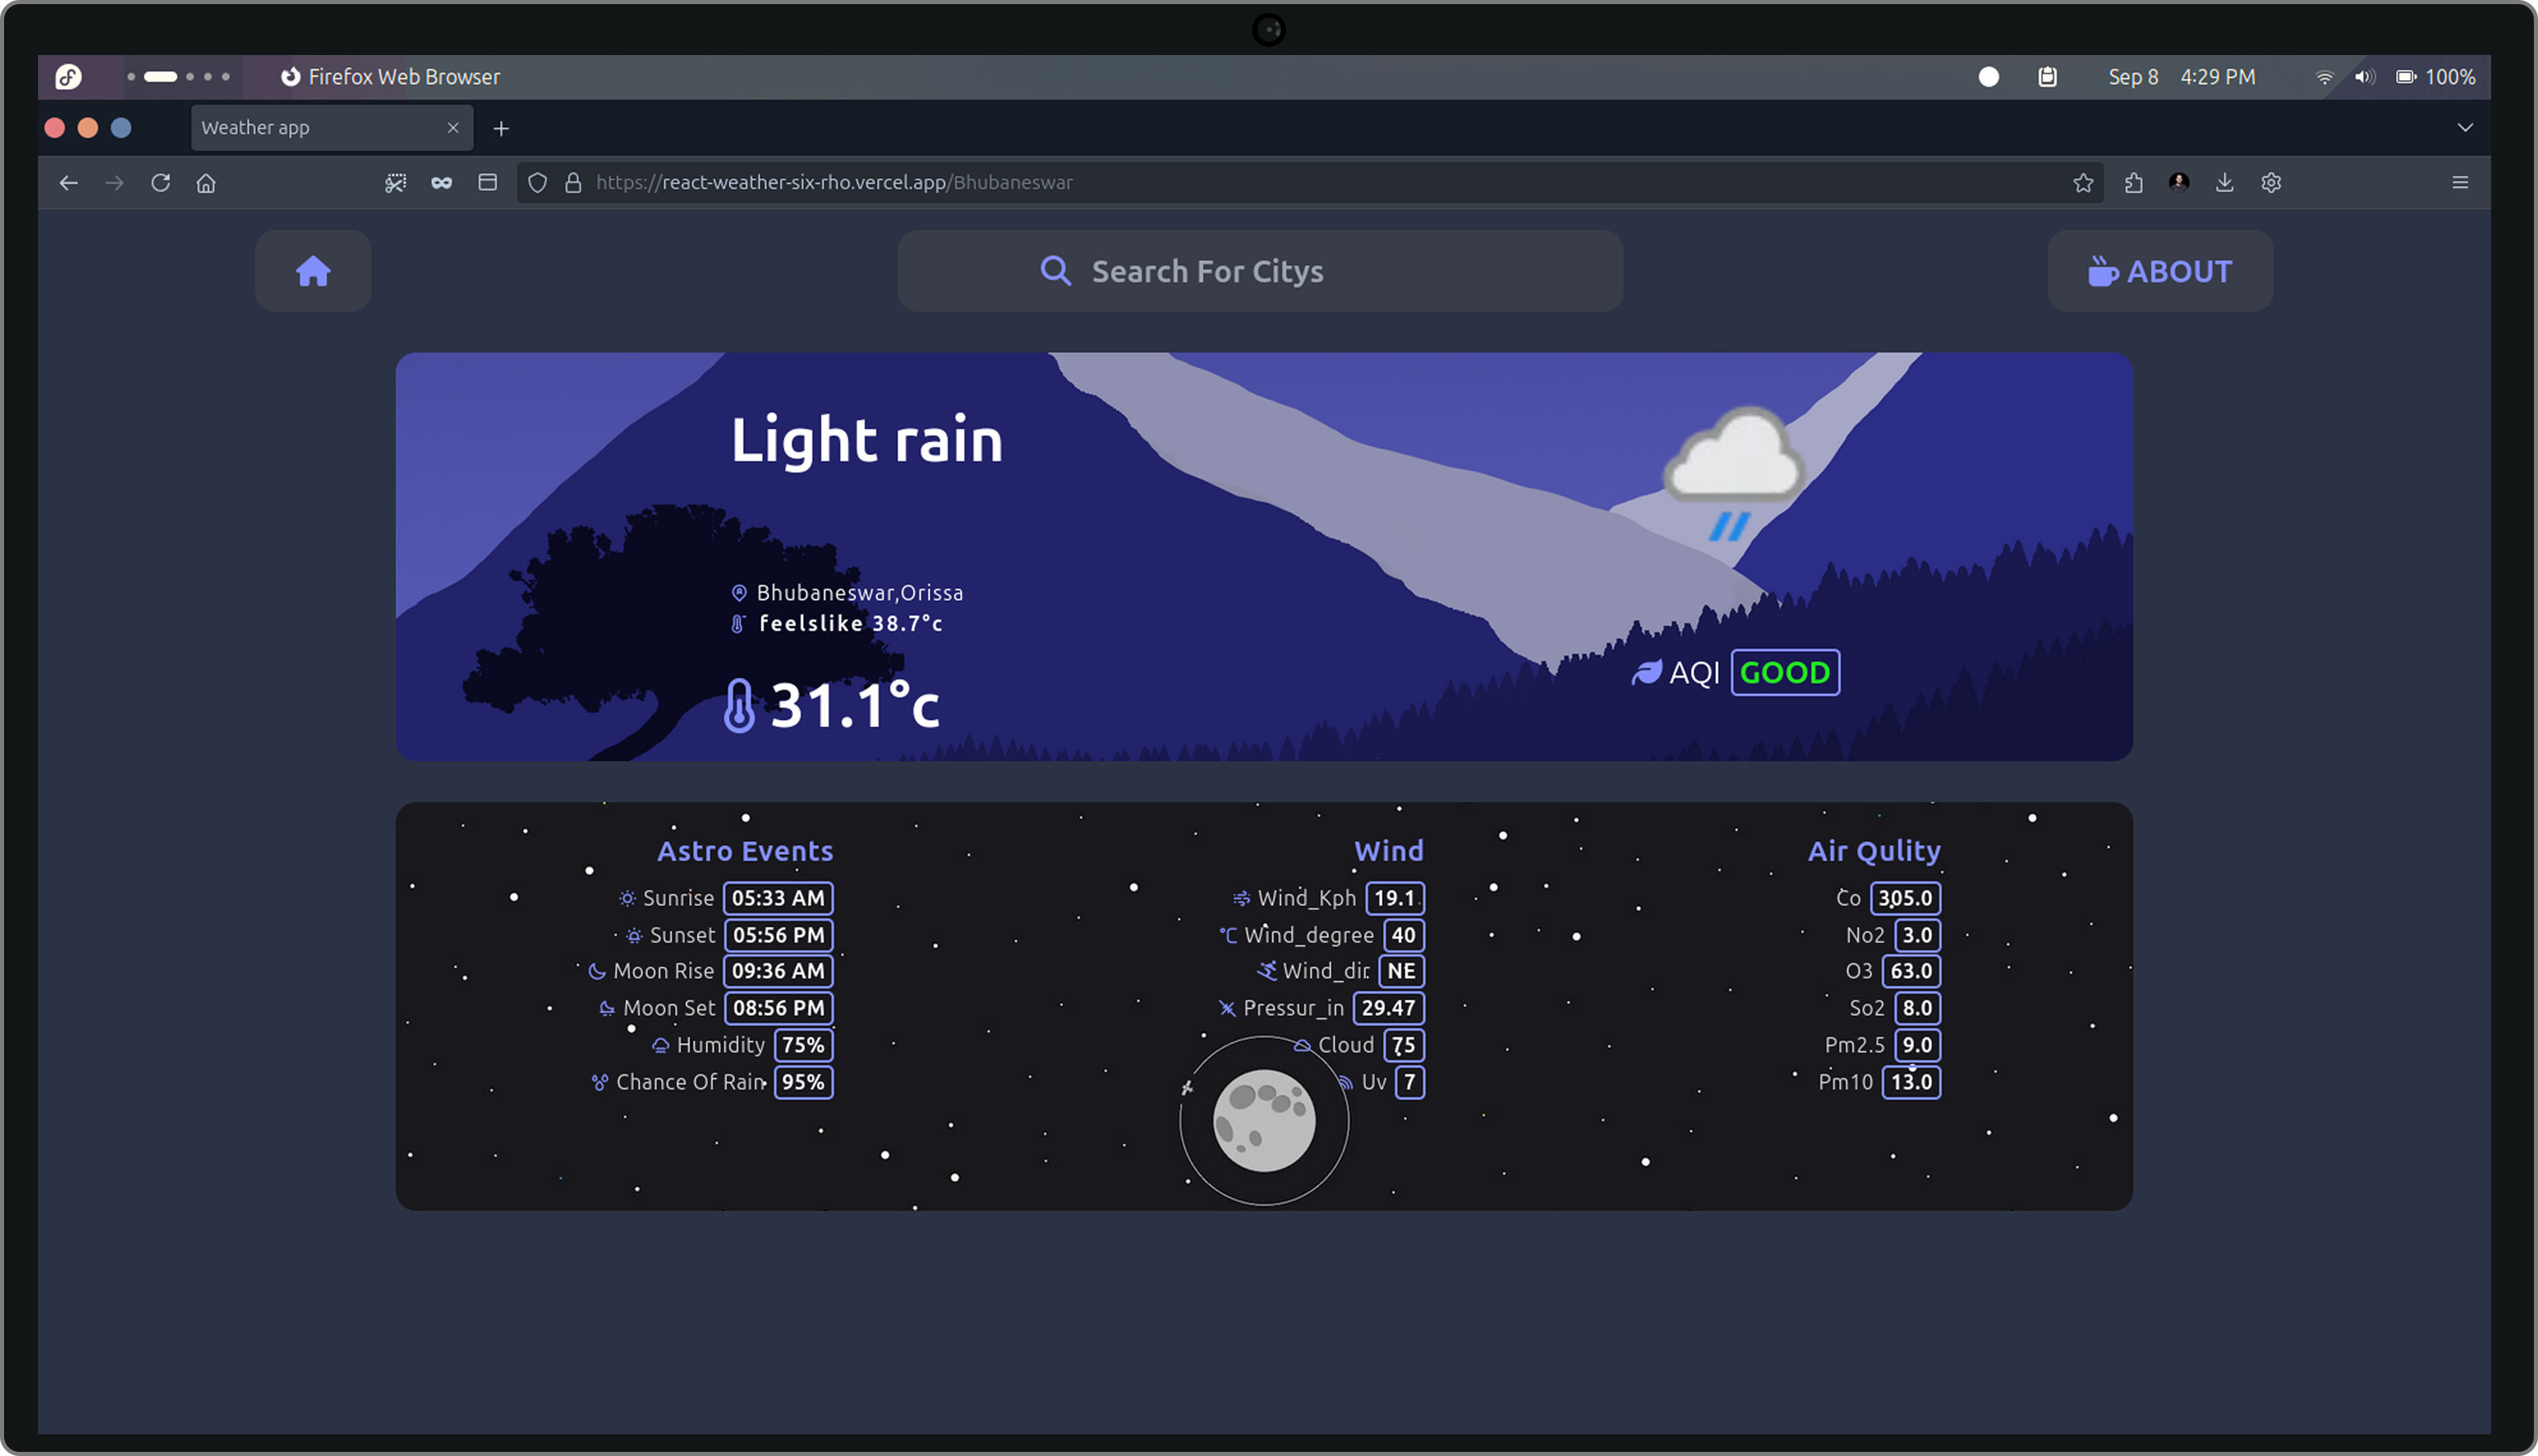 Firefox Web Browser
Sep 8 4:29 PM 100%
Weather app
https://react-weather-six-rho.vercel.app/Bhubaneswar
Search For Citys
ABOUT
Light rain
Bhubaneswar,Orissa
feelslike 38.7°c
31.1°c
AQI GOOD
Astro Events
Sunrise 05:33 AM
Sunset 05:56 PM
Moon Rise 09:36 AM
Moon Set 08:56 PM
Humidity 75%
Chance Of Rain 95%
Wind
Wind_Kph 19.1
°C Wind_degree 40
Wind_dir NE
Pressur_in 29.47
Cloud 75
Uv 7
Air Qulity
Co 305.0
No2 3.0
O3 63.0
So2 8.0
Pm2.5 9.0
Pm10 13.0